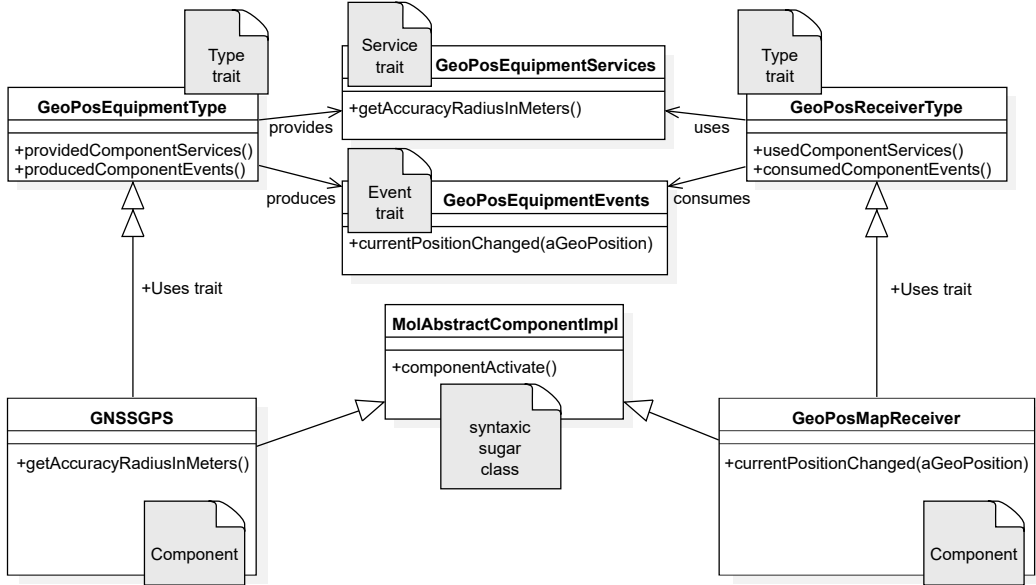 Type
trait
GeoPosEquipmentType
+providedComponentServices()
+producedComponentEvents()
provides
produces
Service
trait
GeoPosEquipmentServices
+getAccuracyRadiusInMeters()
Event
trait
GeoPosEquipmentEvents
+currentPositionChanged(aGeoPosition)
Type
trait
GeoPosReceiverType
+usedComponentServices()
+consumedComponentEvents()
uses
consumes
+Uses trait
+Uses trait
MolAbstractComponentImpl
+componentActivate()
syntaxic
sugar
class
GNSSGPS
+getAccuracyRadiusInMeters()
Component
GeoPosMapReceiver
+currentPositionChanged(aGeoPosition)
Component